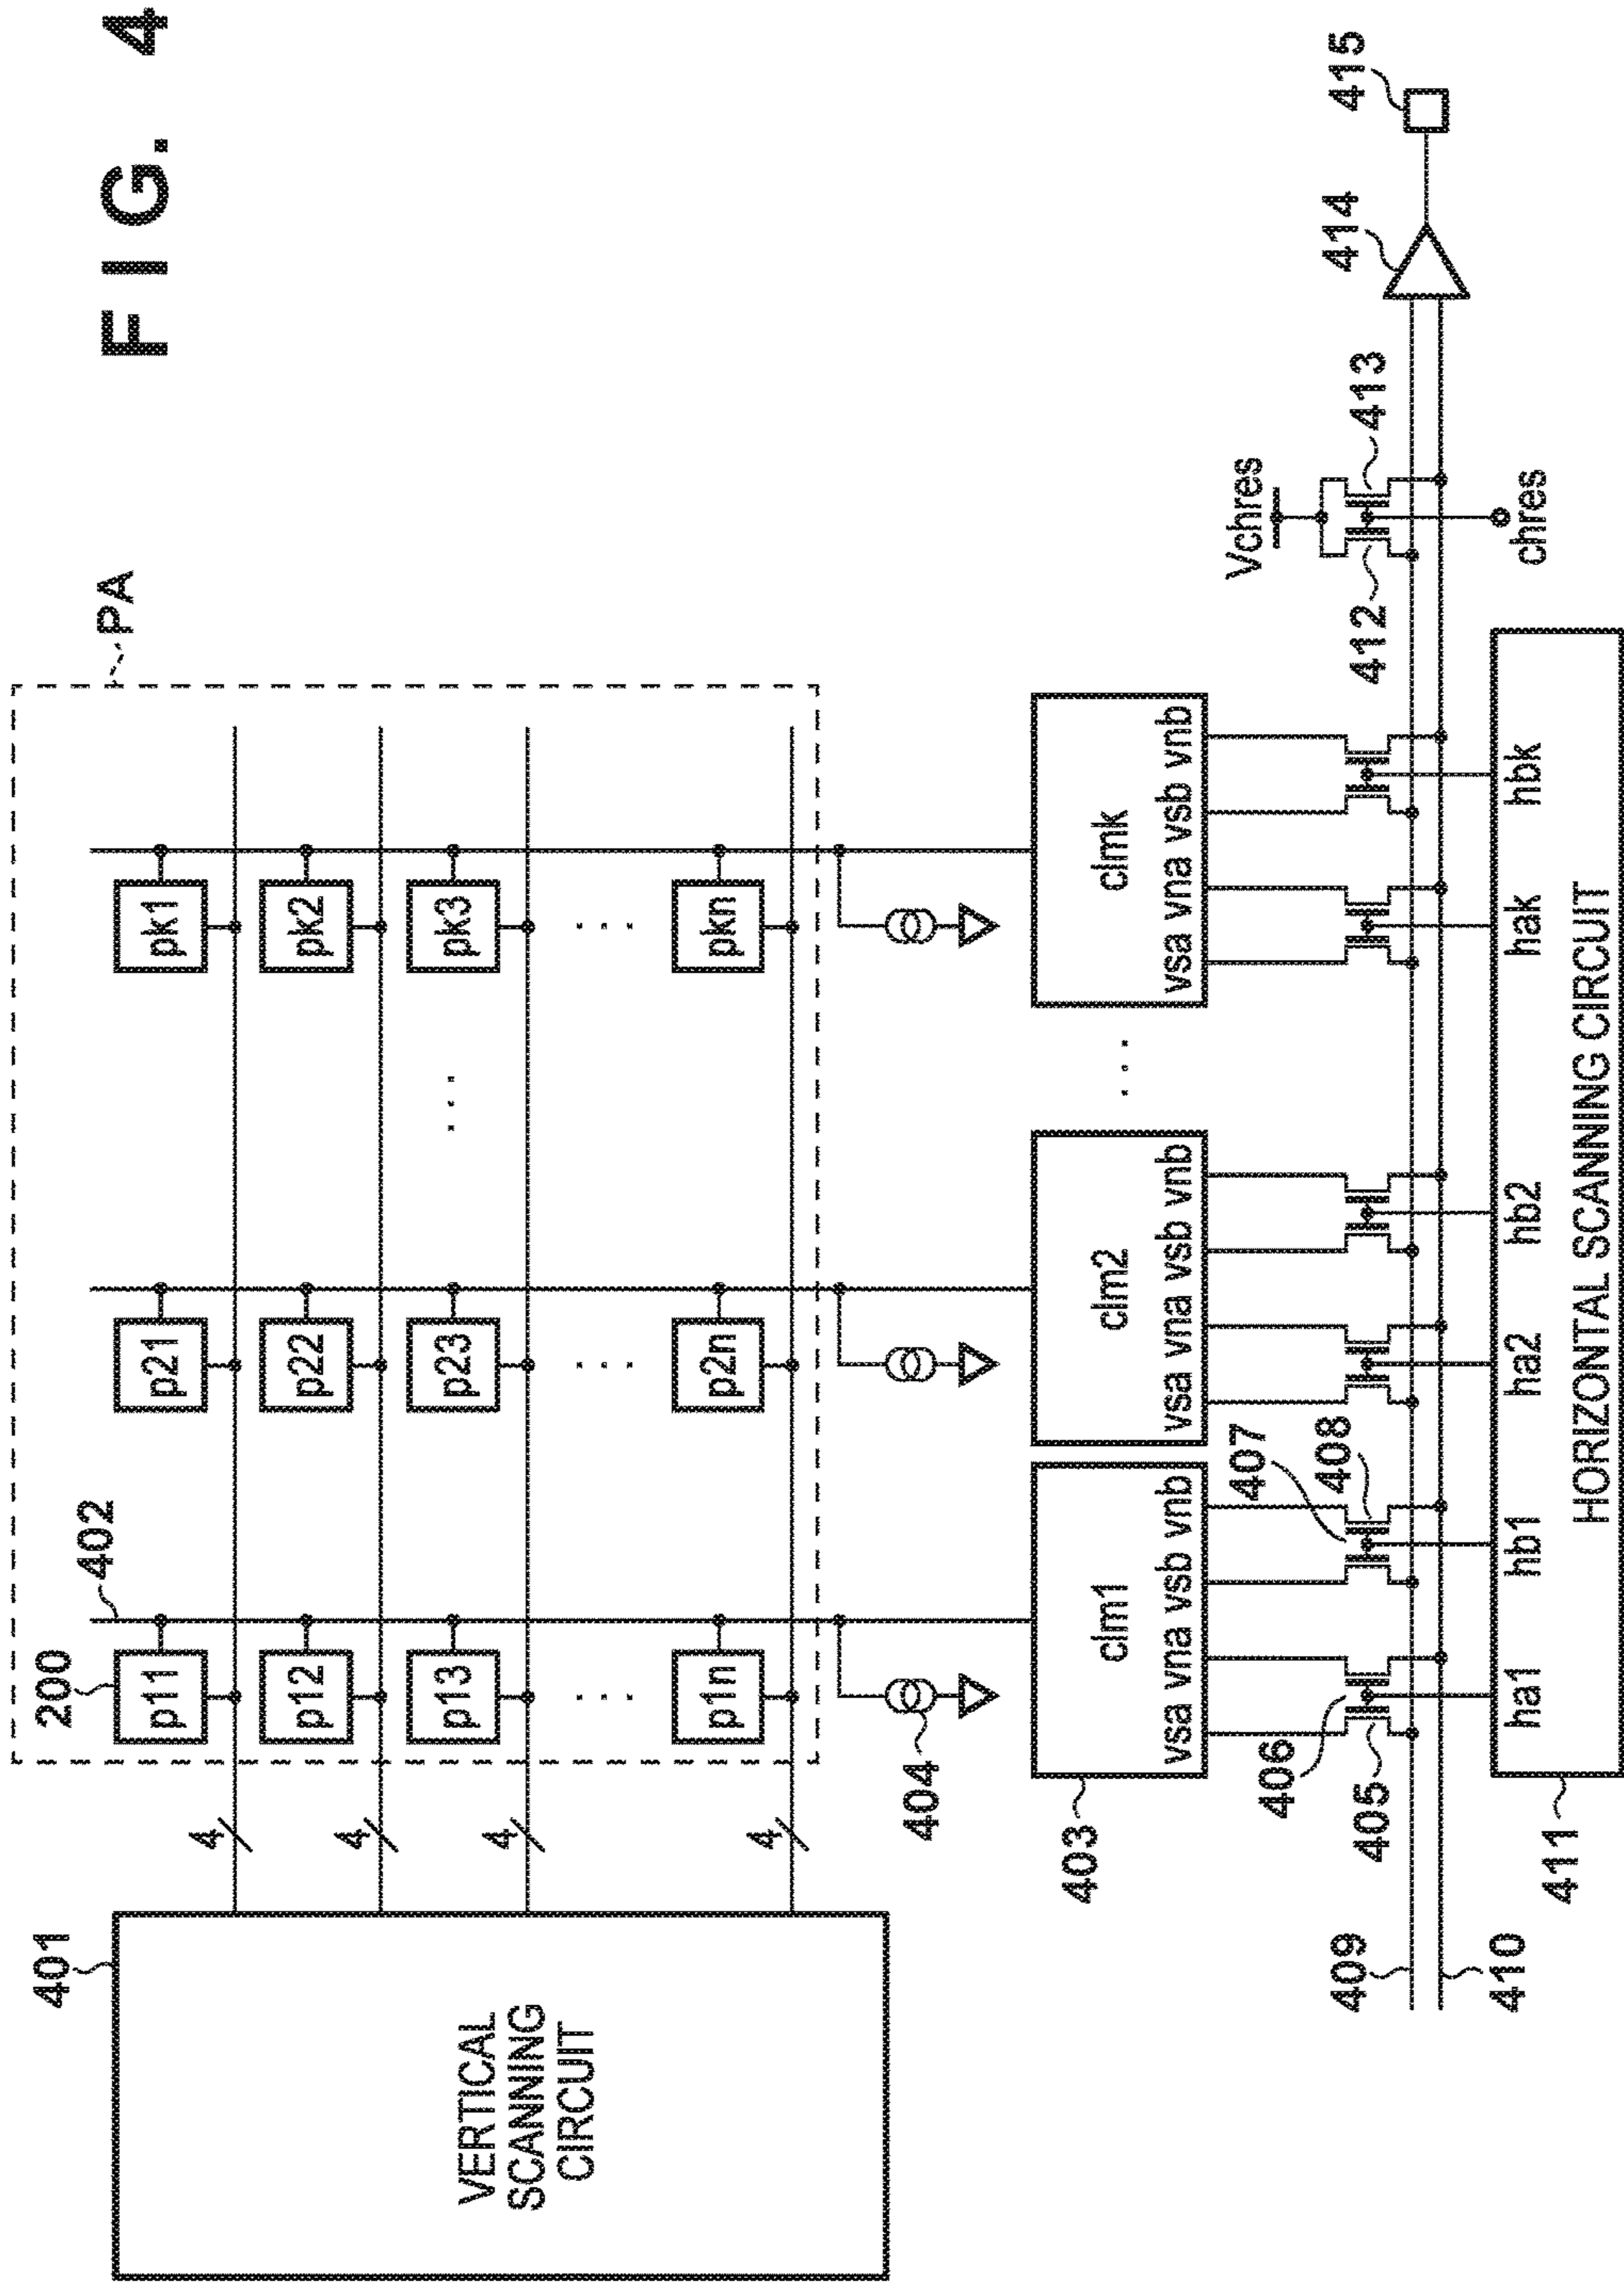 FIG. 4
PA
401
200
402
VERTICAL
SCANNING
CIRCUIT
4
4
4
4
p11
p21
pk1
p12
p22
pk2
p13
p23
pk3
. . .
. . .
. . .
. . .
p1n
p2n
pkn
404
403
clm1
clm2
. . .
clmk
vsa vna vsb vnb
vsa vna vsb vnb
vsa vna vsb vnb
Vchres
406
407
405
408
412
413
414
415
409
410
chres
411
ha1
hb1
ha2
hb2
hak
hbk
HORIZONTAL SCANNING CIRCUIT